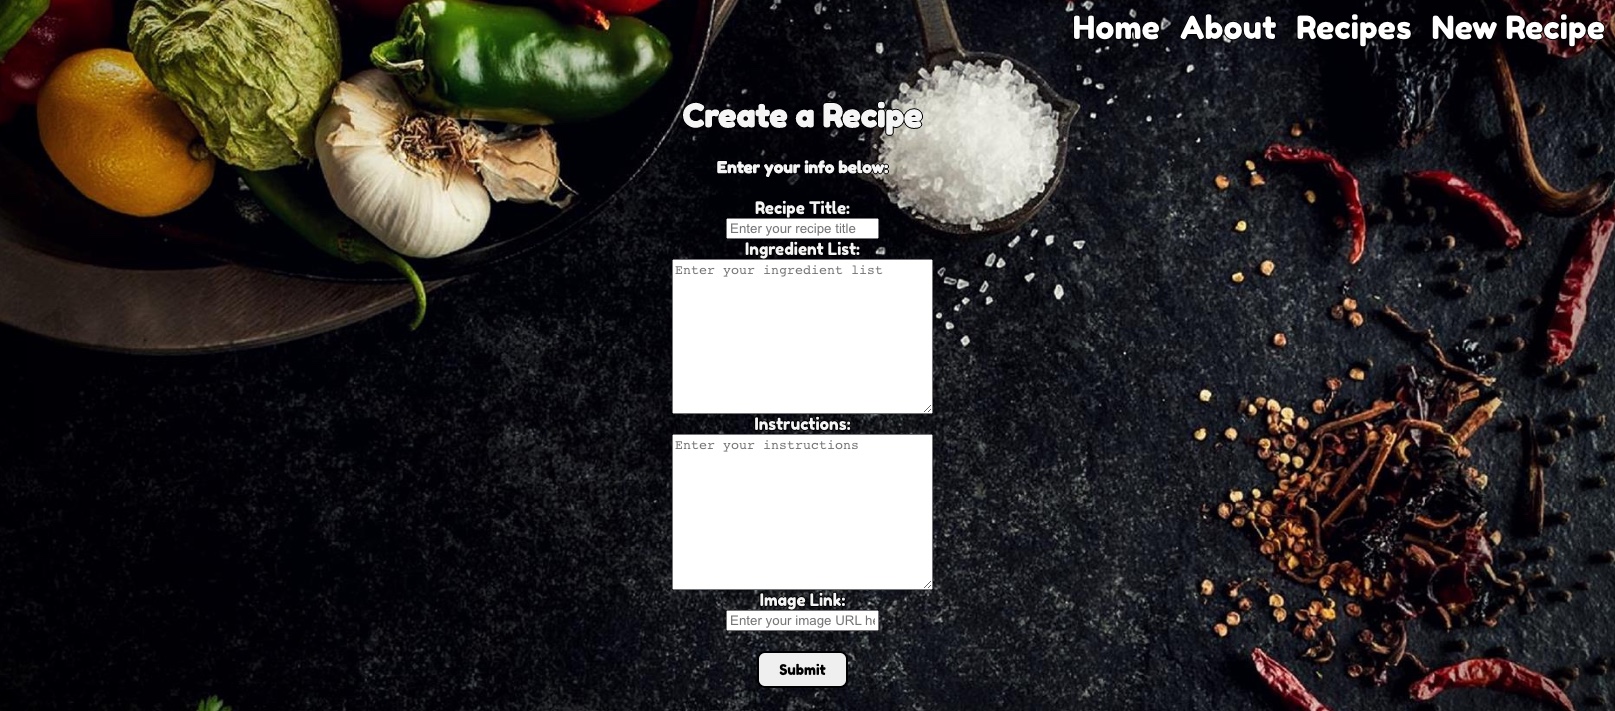 Home About Recipes New Recipe
Create a Recipe
Enter your info below:
Recipe Title:
Enter your recipe title
Ingredient List:
Enter your ingredient list
Instructions:
Enter your instructions
Image Link:
Enter your image URL he
Submit